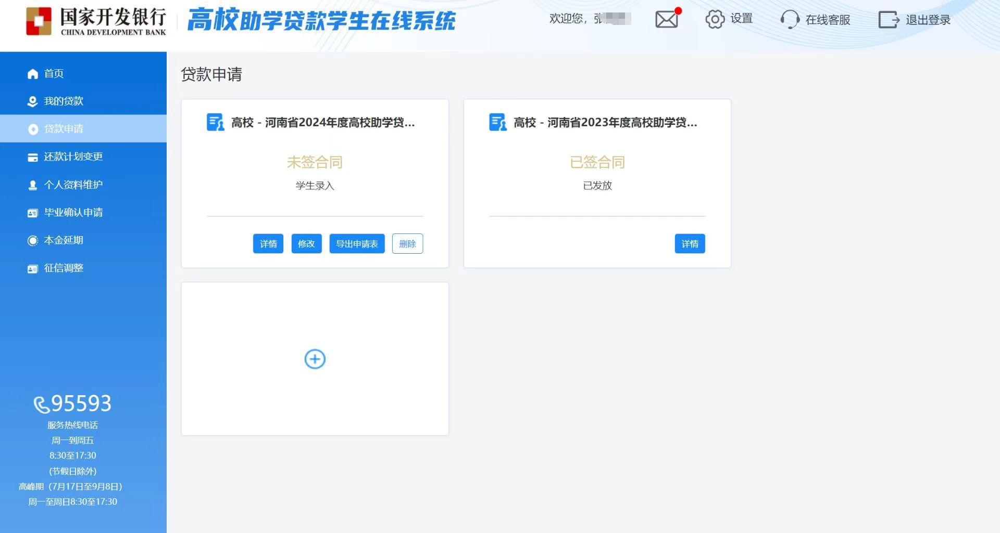 国家开发银行
CHINA DEVELOPMENT BANK
高校助学贷款学生在线系统
欢迎您，张
设置
在线客服
退出登录
首页
我的贷款
贷款申请
还款计划变更
个人资料维护
毕业确认申请
本金延期
征信调整
95593
服务热线电话
周一到周五
8:30至17:30
(节假日除外)
高峰期（7月17日至9月8日）
周一至周日8:30至17:30
贷款申请
高校 - 河南省2024年度高校助学贷...
未签合同
学生录入
详情
修改
导出申请表
删除
高校 - 河南省2023年度高校助学贷...
已签合同
已发放
详情